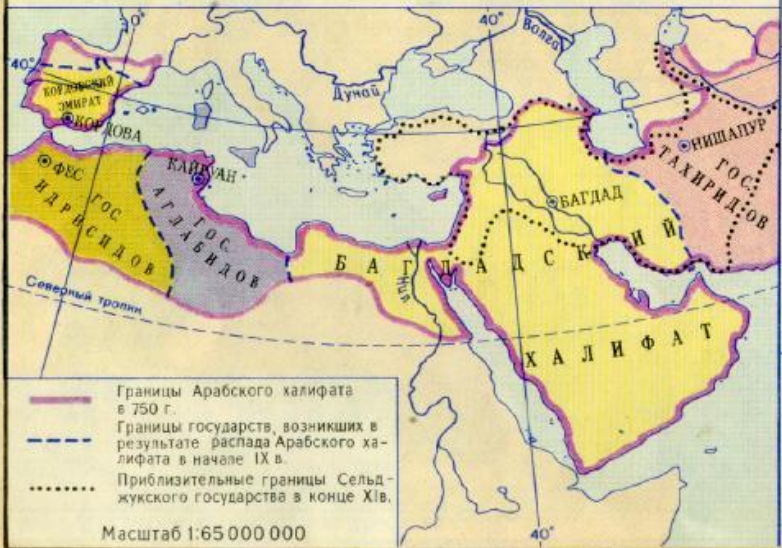 0°
40°
Волга
40°
Дунай
КОРДОВСКИЙ
ЭМИРАТ
КОРДОВА
НИШАПУР
ГОС.
ТАХИРИДОВ
ФЕС
ГОС.
ИДРИСИДОВ
КАЙРУАН
ГОС.
АГЛАБИДОВ
БАГДАД
БАГДАДСКИЙ
Нил
Северный тропик
ХАЛИФАТ
Границы Арабского халифата
в 750 г.
Границы государств, возникших в
результате распада Арабского ха-
лифата в начале IX в.
Приблизительные границы Сельд-
жукского государства в конце XIв.
Масштаб 1:65 000 000
40°